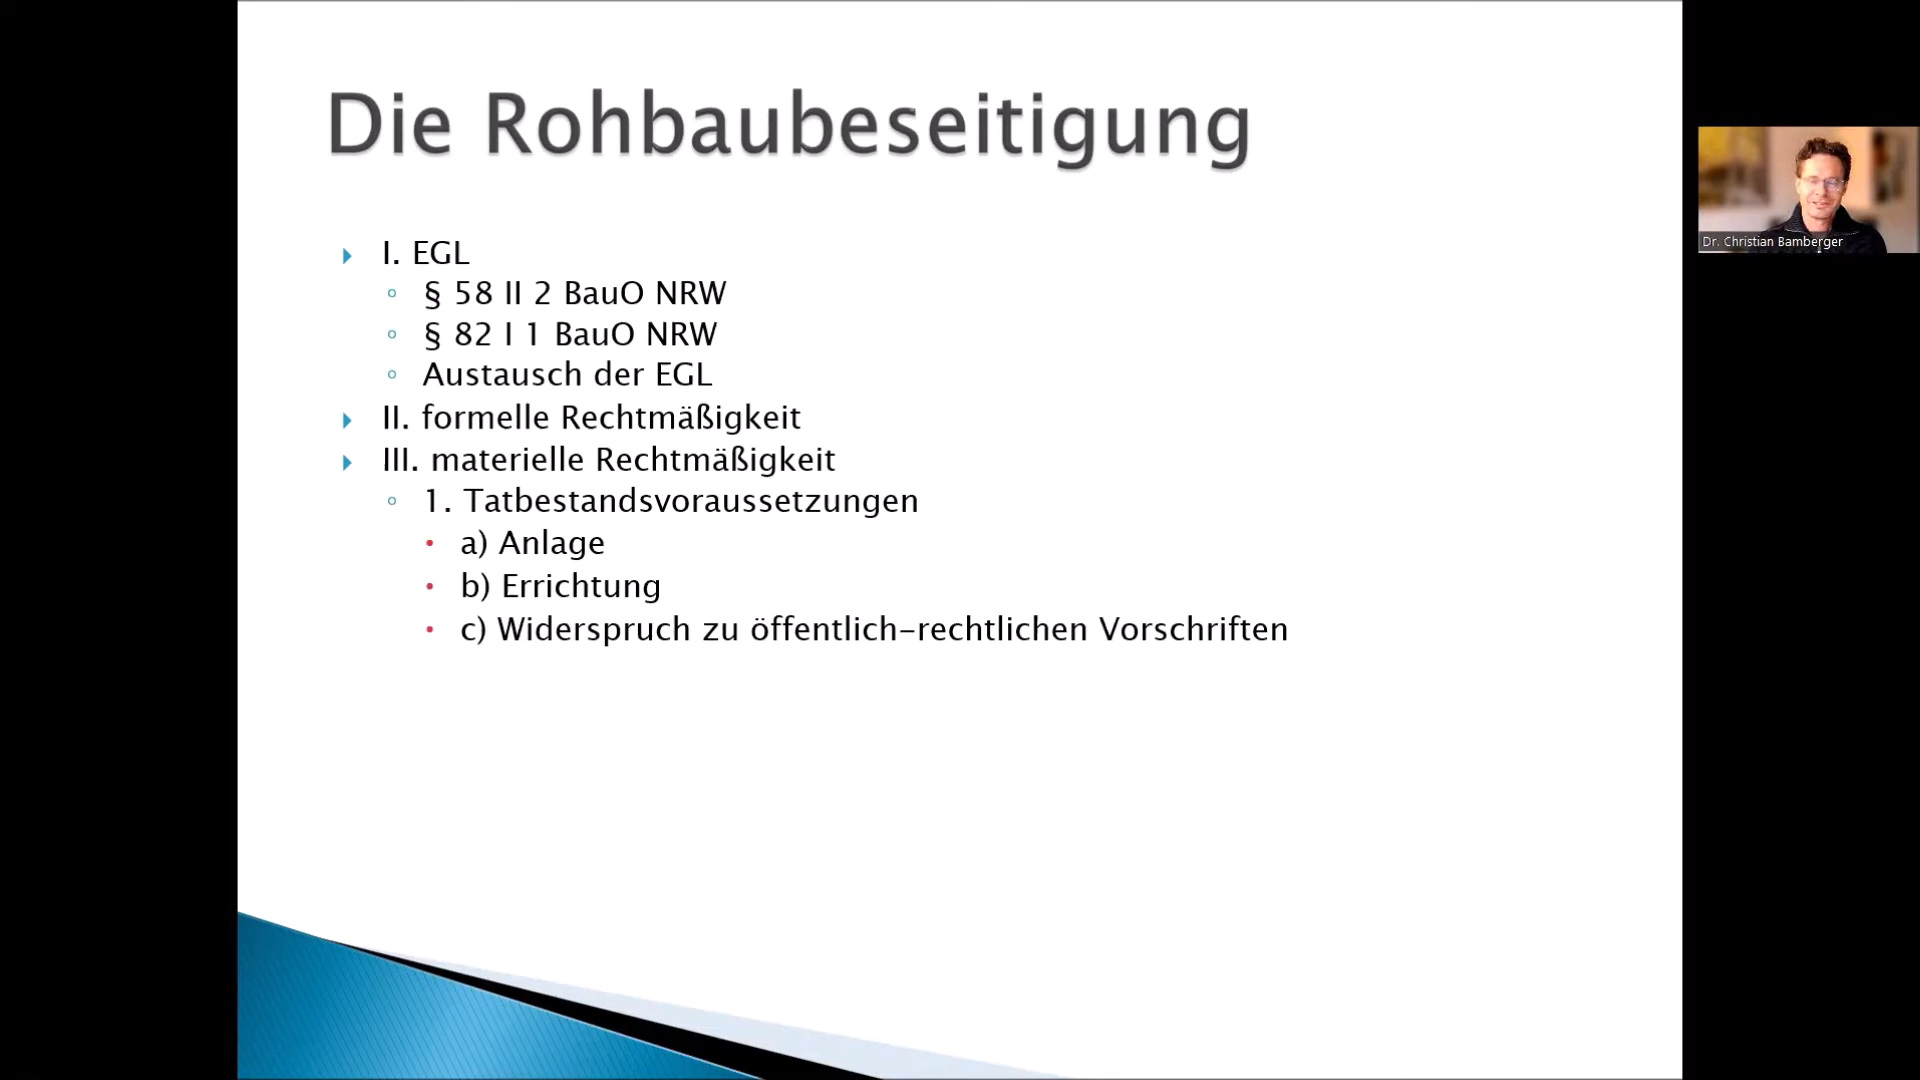 Die Rohbaubeseitigung
I. EGL
§ 58 II 2 BauO NRW
§ 82 I 1 BauO NRW
Austausch der EGL
II. formelle Rechtmäßigkeit
III. materielle Rechtmäßigkeit
1. Tatbestandsvoraussetzungen
a) Anlage
b) Errichtung
c) Widerspruch zu öffentlich-rechtlichen Vorschriften
Dr. Christian Bamberger